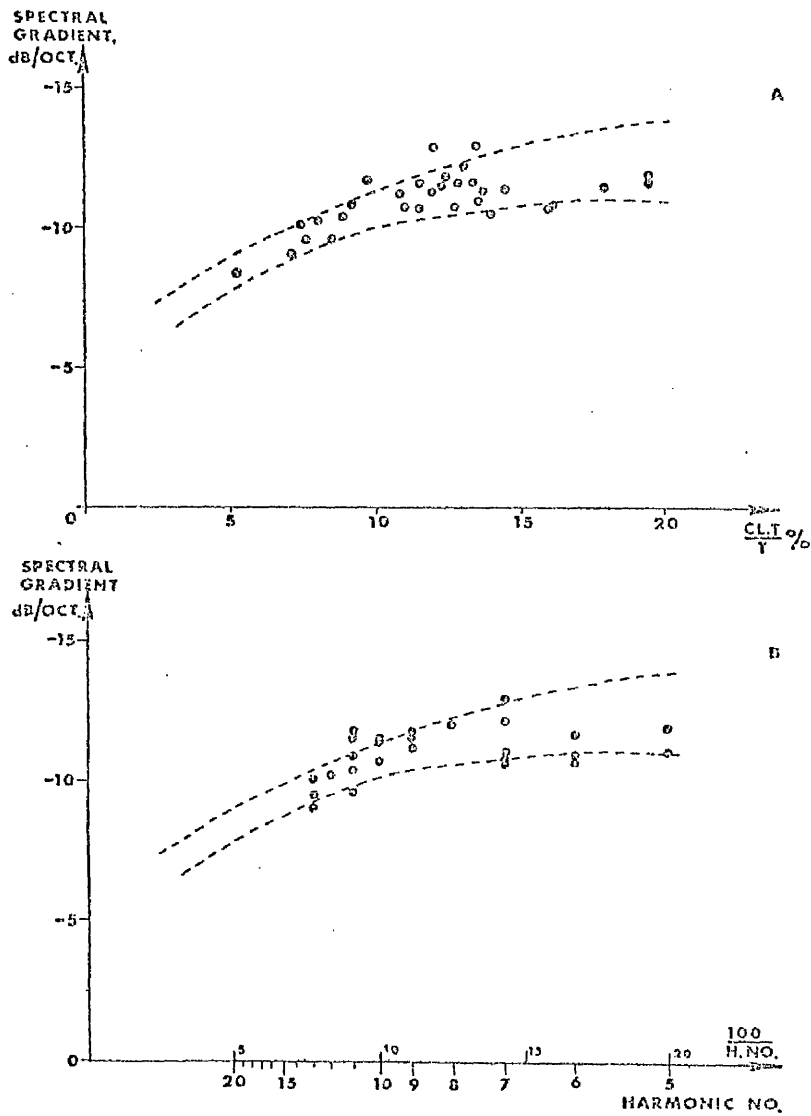 SPECTRAL
GRADIENT,
dB/OCT.
A
-15
-10
-5
0
5
10
15
20
CL.T
T %
SPECTRAL
GRADIENT
dB/OCT.
B
-15
-10
-5
0
5
10
15
20
100
H.NO.
20
15
10
9
8
7
6
5
HARMONIC NO.